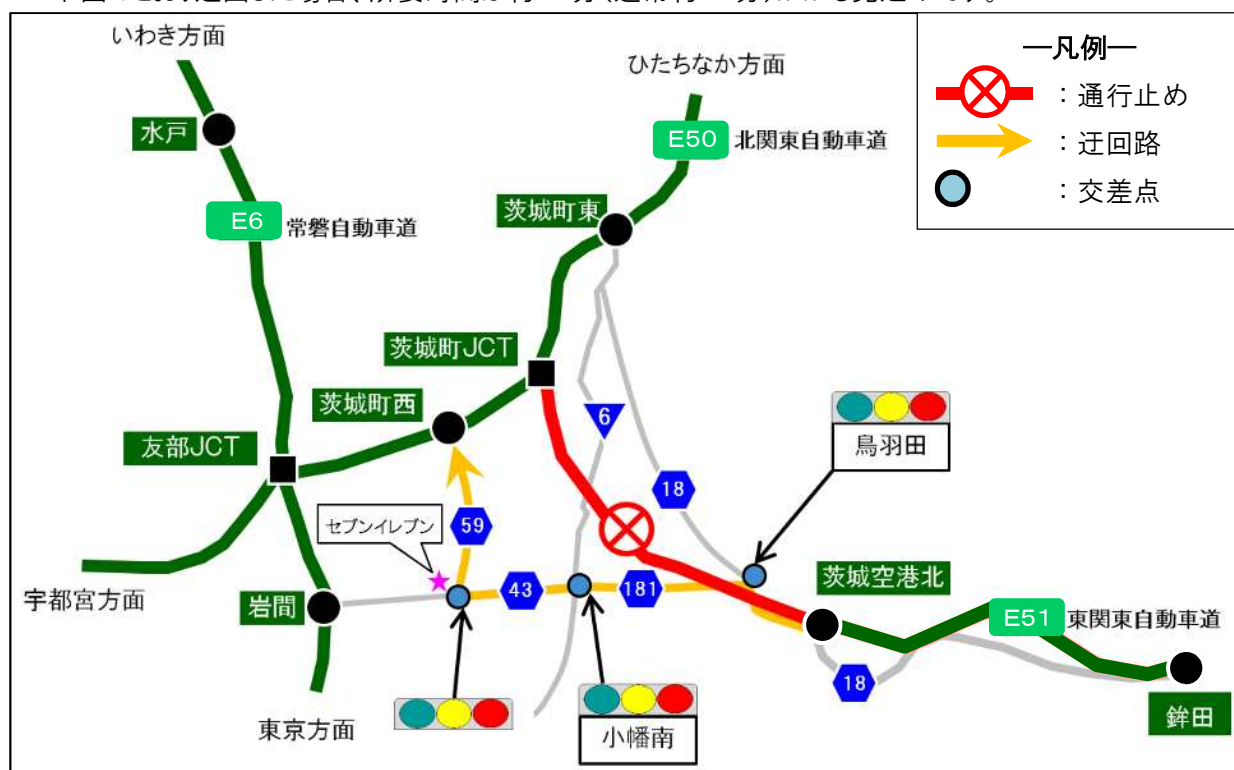 いわき方面
ひたちなか方面
―凡例―
：通行止め
：迂回路
：交差点
水戸
E50 北関東自動車道
E6 常磐自動車道
茨城町東
茨城町JCT
茨城町西
友部JCT
6
18
鳥羽田
セブンイレブン
59
43
181
茨城空港北
宇都宮方面
岩間
E51 東関東自動車道
18
東京方面
小幡南
鉾田